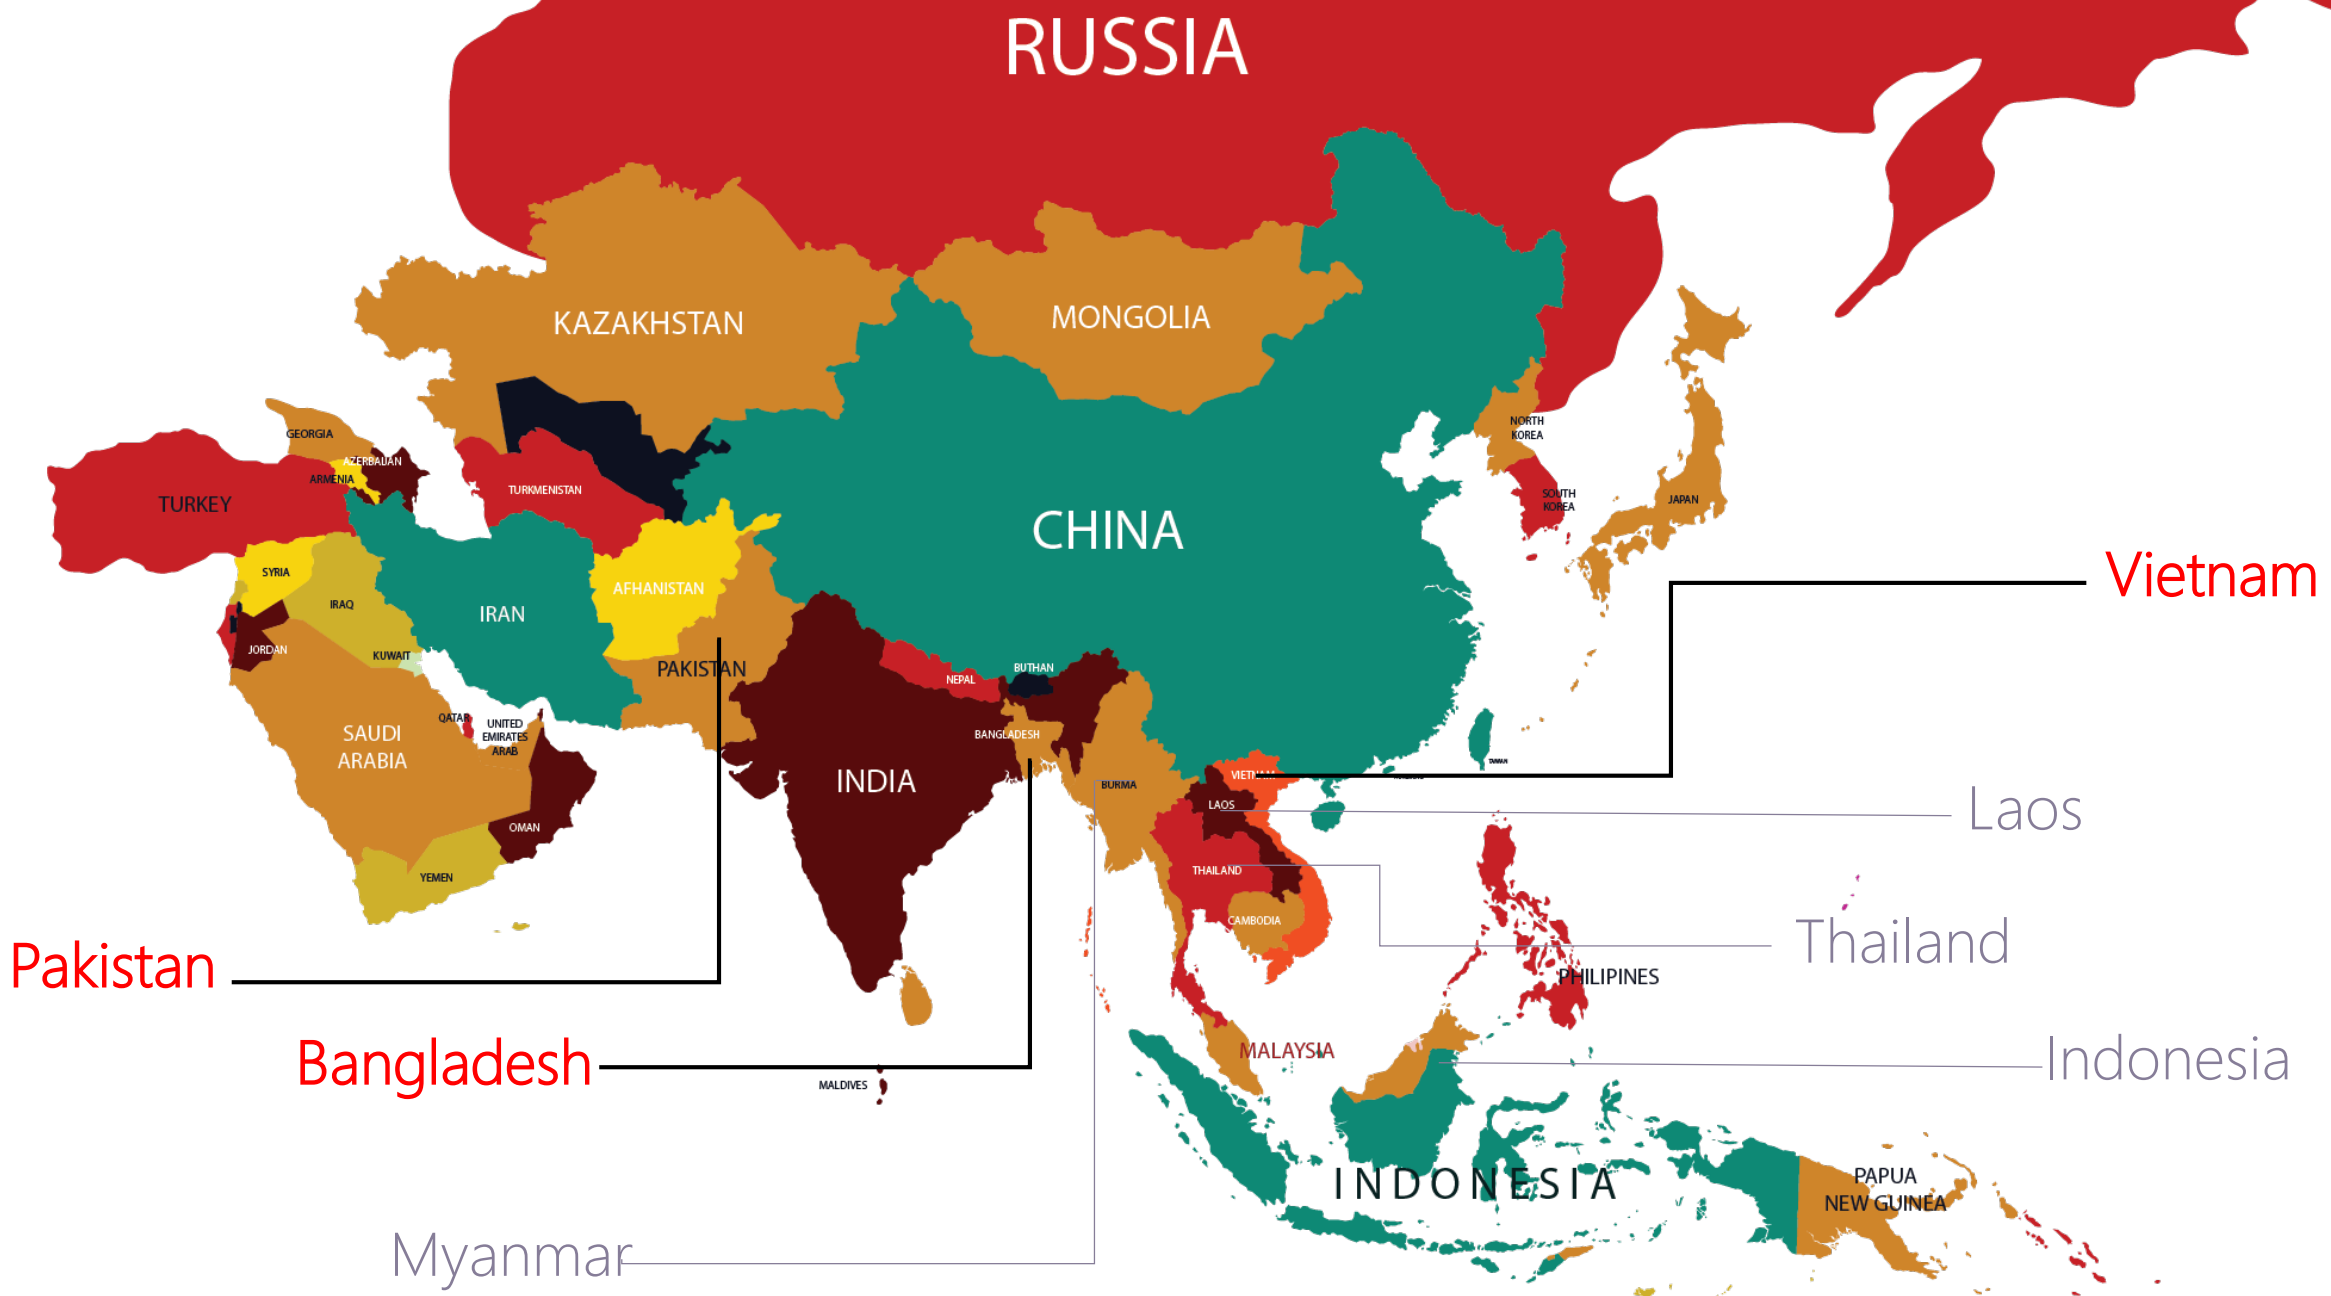 RUSSIA
KAZAKHSTAN
MONGOLIA
NORTH
KOREA
GEORGIA
AZERBAIJAN
ARMENIA
TURKEY
TURKMENISTAN
SOUTH
KOREA
JAPAN
CHINA
SYRIA
AFHANISTAN
Vietnam
IRAQ
IRAN
JORDAN
KUWAIT
PAKISTAN
BUTHAN
NEPAL
QATAR
UNITED
EMIRATES
ARAB
SAUDI
ARABIA
BANGLADESH
TAIWAN
INDIA
BURMA
VIETNAM
LAOS
Laos
OMAN
THAILAND
YEMEN
CAMBODIA
Thailand
Pakistan
PHILIPINES
MALAYSIA
Bangladesh
Indonesia
MALDIVES
INDONESIA
PAPUA
NEW GUINEA
Myanmar